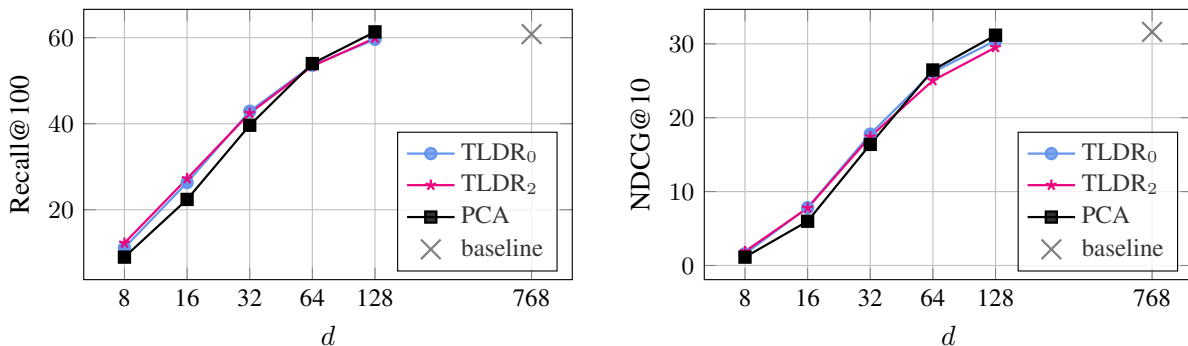 Recall@100
60
40
20
8 16 32 64 128 768
d
TLDR₀
TLDR₂
PCA
baseline
NDCG@10
30
20
10
0
8 16 32 64 128 768
d
TLDR₀
TLDR₂
PCA
baseline